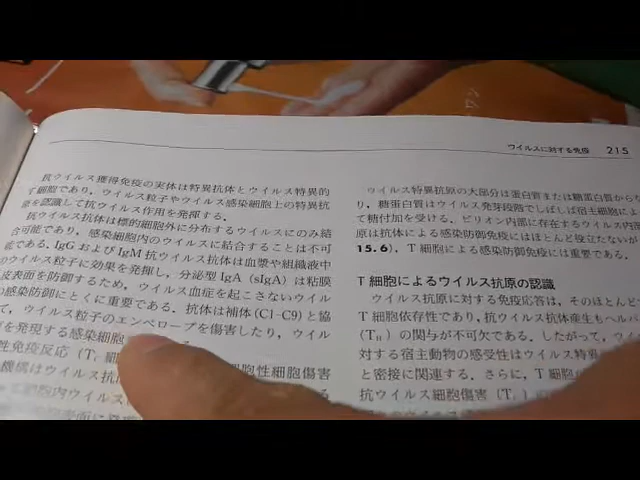 ウイルスに対する免疫 215
抗ウイルス獲得免疫の実体は特異抗体とウイルス特異的
T細胞であり，ウイルス粒子やウイルス感染細胞上の特異抗
原を認識して抗ウイルス作用を発揮する．
抗ウイルス抗体は標的細胞外に分布するウイルスにのみ結
合可能であり，感染細胞内のウイルスに結合することは不可
能である．IgG および IgM 抗ウイルス抗体は血漿や組織液中
のウイルス粒子に効果を発揮し，分泌型 IgA (sIgA) は粘膜
皮表面を防御するため，ウイルス血症を起こさないウイル
の感染防御にとくに重要である．抗体は補体 (C1-C9) と協
て，ウイルス粒子のエンベロープを傷害したり，ウイル
を発現する感染細胞
性免疫反応 (T 細胞性細胞傷害
機構はウイルス抗
細胞内ウイルス
ウイルス特異抗原の大部分は蛋白質または糖蛋白質からな
り，糖蛋白質はウイルス発芽段階でしばしば宿主細胞によ
て糖付加を受ける．ビリオン内部に存在するウイルス内部
原は抗体による感染防御免疫にはほとんど役立たないが
15.6)，T 細胞による感染防御免疫には重要である．
T 細胞によるウイルス抗原の認識
ウイルス抗原に対する免疫応答は，そのほとんど
T 細胞依存性であり，抗ウイルス抗体産生もヘルパ
(TH) の関与が不可欠である．したがって，ウイ
対する宿主動物の感受性はウイルス特異
と密接に関連する．さらに，T 細胞
抗ウイルス細胞傷害 (T